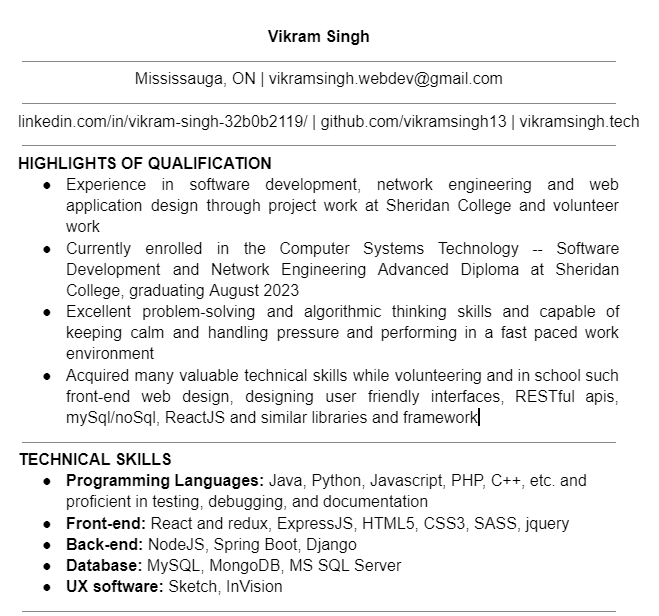 Vikram Singh
Mississauga, ON | vikramsingh.webdev@gmail.com
linkedin.com/in/vikram-singh-32b0b2119/ | github.com/vikramsingh13 | vikramsingh.tech
HIGHLIGHTS OF QUALIFICATION
● Experience in software development, network engineering and web
application design through project work at Sheridan College and volunteer
work
● Currently enrolled in the Computer Systems Technology -- Software
Development and Network Engineering Advanced Diploma at Sheridan
College, graduating August 2023
● Excellent problem-solving and algorithmic thinking skills and capable of
keeping calm and handling pressure and performing in a fast paced work
environment
● Acquired many valuable technical skills while volunteering and in school such
front-end web design, designing user friendly interfaces, RESTful apis,
mySql/noSql, ReactJS and similar libraries and framework
TECHNICAL SKILLS
● Programming Languages: Java, Python, Javascript, PHP, C++, etc. and
proficient in testing, debugging, and documentation
● Front-end: React and redux, ExpressJS, HTML5, CSS3, SASS, jquery
● Back-end: NodeJS, Spring Boot, Django
● Database: MySQL, MongoDB, MS SQL Server
● UX software: Sketch, InVision